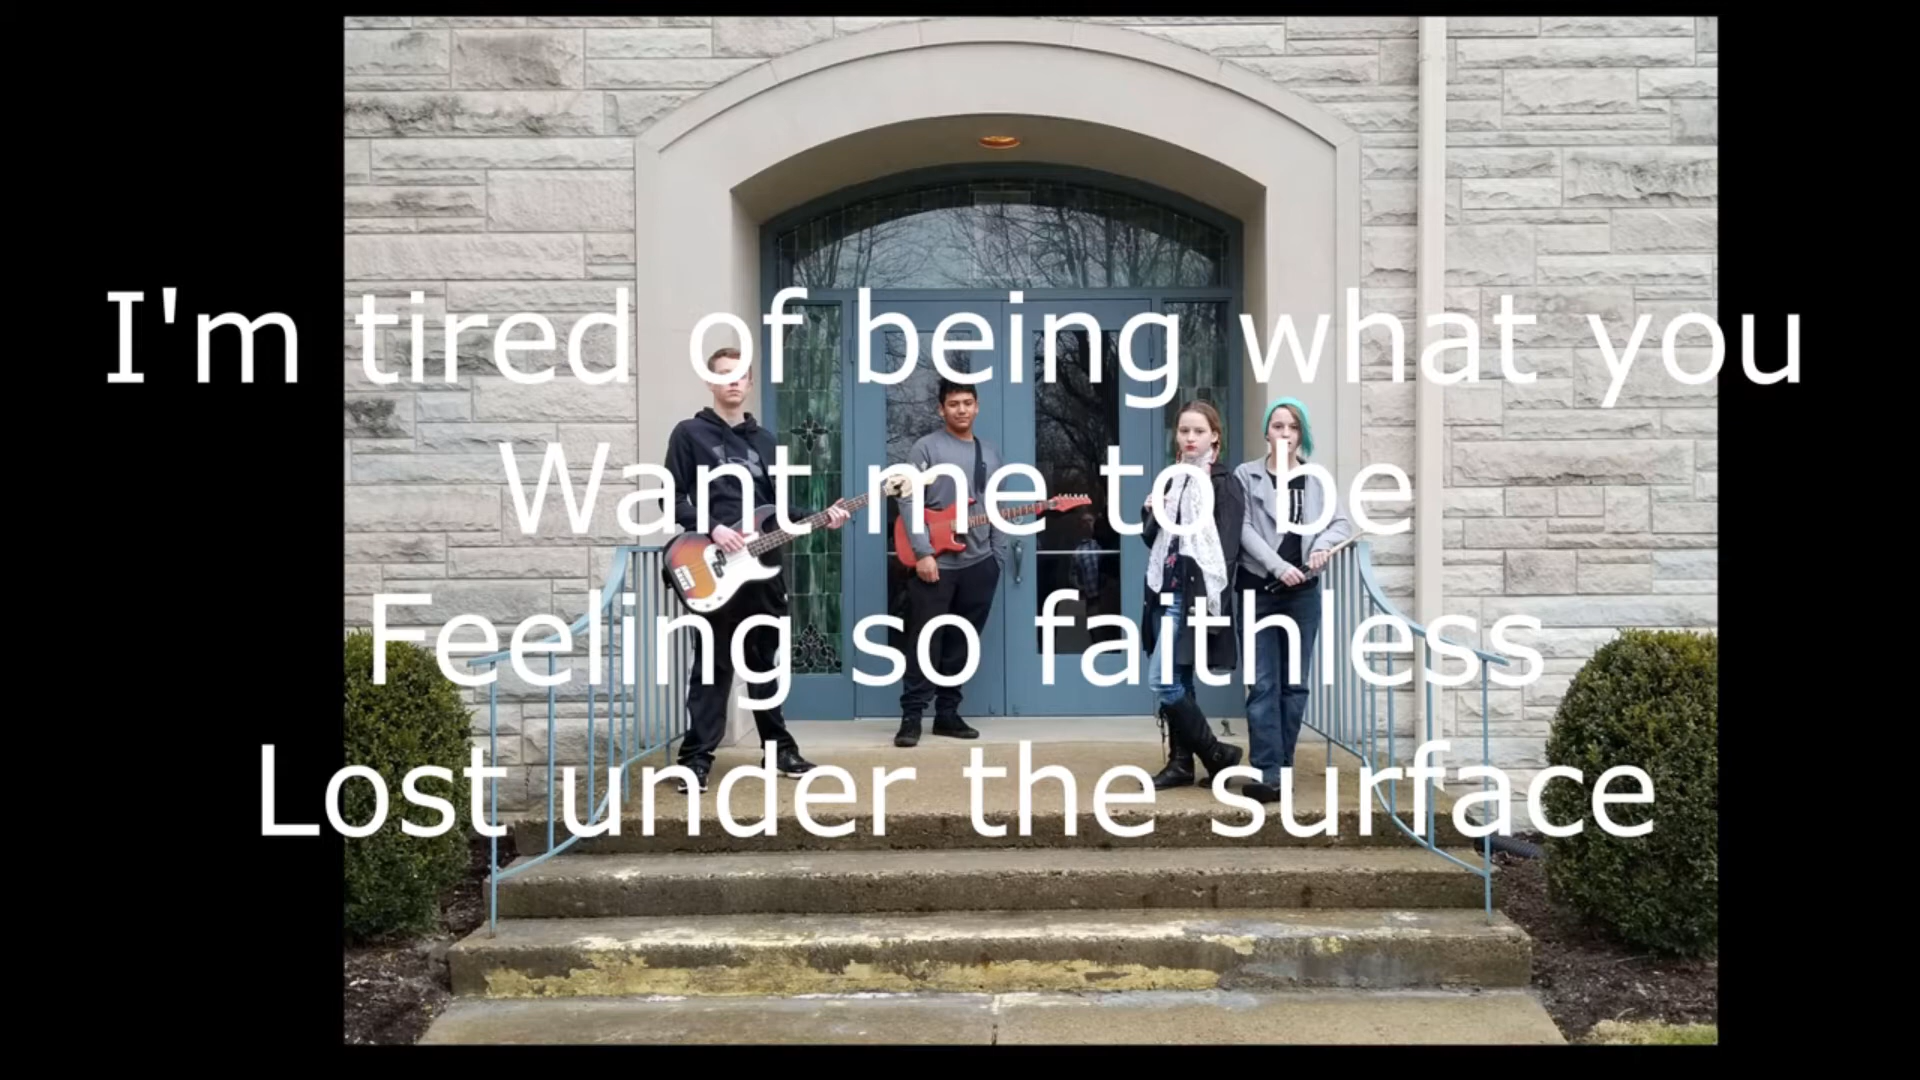 I'm tired of being what you
Want me to be
Feeling so faithless
Lost under the surface